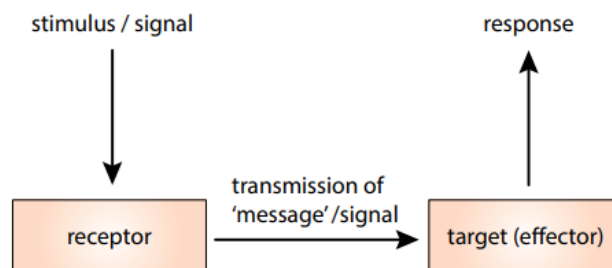 stimulus / signal
response
transmission of
'message'/signal
receptor
target (effector)